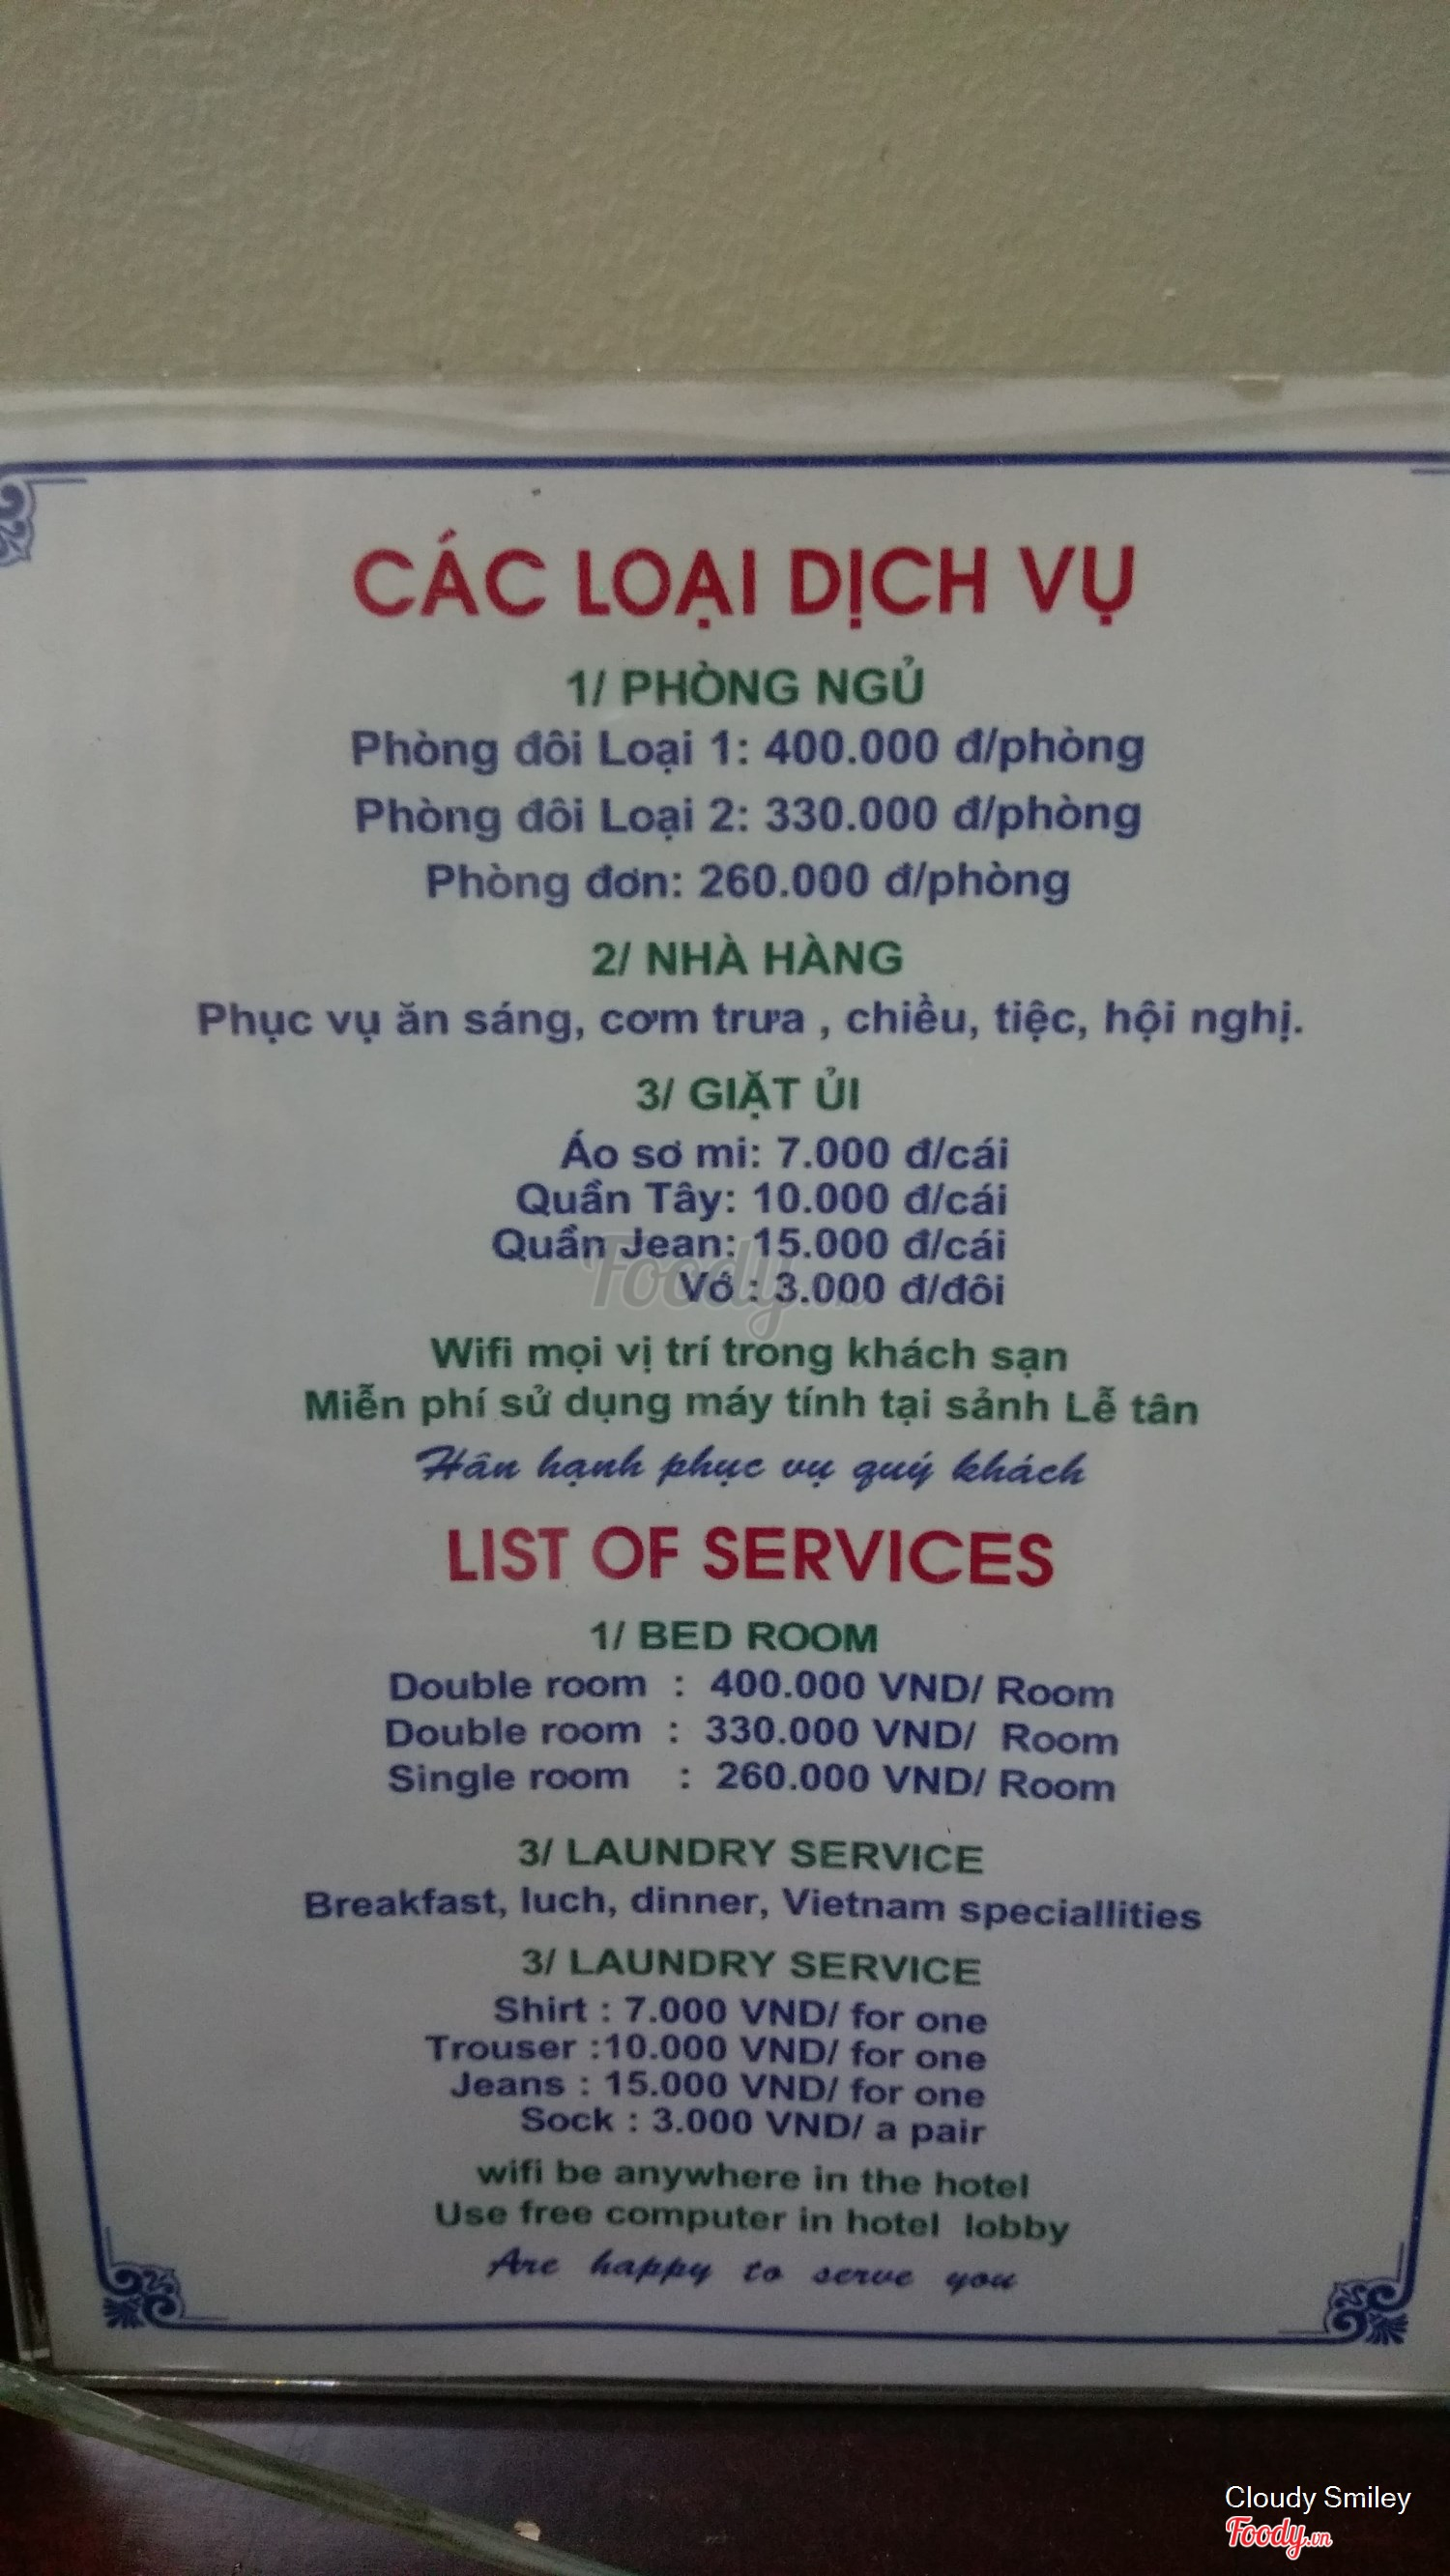 CÁC LOẠI DỊCH VỤ
1/ PHÒNG NGỦ
Phòng đôi Loại 1: 400.000 đ/phòng
Phòng đôi Loại 2: 330.000 đ/phòng
Phòng đơn: 260.000 đ/phòng
2/ NHÀ HÀNG
Phục vụ ăn sáng, cơm trưa , chiều, tiệc, hội nghị.
3/ GIẶT ỦI
Áo sơ mi: 7.000 đ/cái
Quần Tây: 10.000 đ/cái
Quần Jean: 15.000 đ/cái
Vớ : 3.000 đ/đôi
Foody.vn
Wifi mọi vị trí trong khách sạn
Miễn phí sử dụng máy tính tại sảnh Lễ tân
Hân hạnh phục vụ quý khách
LIST OF SERVICES
1/ BED ROOM
Double room : 400.000 VND/ Room
Double room : 330.000 VND/ Room
Single room : 260.000 VND/ Room
3/ LAUNDRY SERVICE
Breakfast, luch, dinner, Vietnam speciallities
3/ LAUNDRY SERVICE
Shirt : 7.000 VND/ for one
Trouser :10.000 VND/ for one
Jeans : 15.000 VND/ for one
Sock : 3.000 VND/ a pair
wifi be anywhere in the hotel
Use free computer in hotel lobby
Are happy to serve you
Cloudy Smiley
Foody.vn